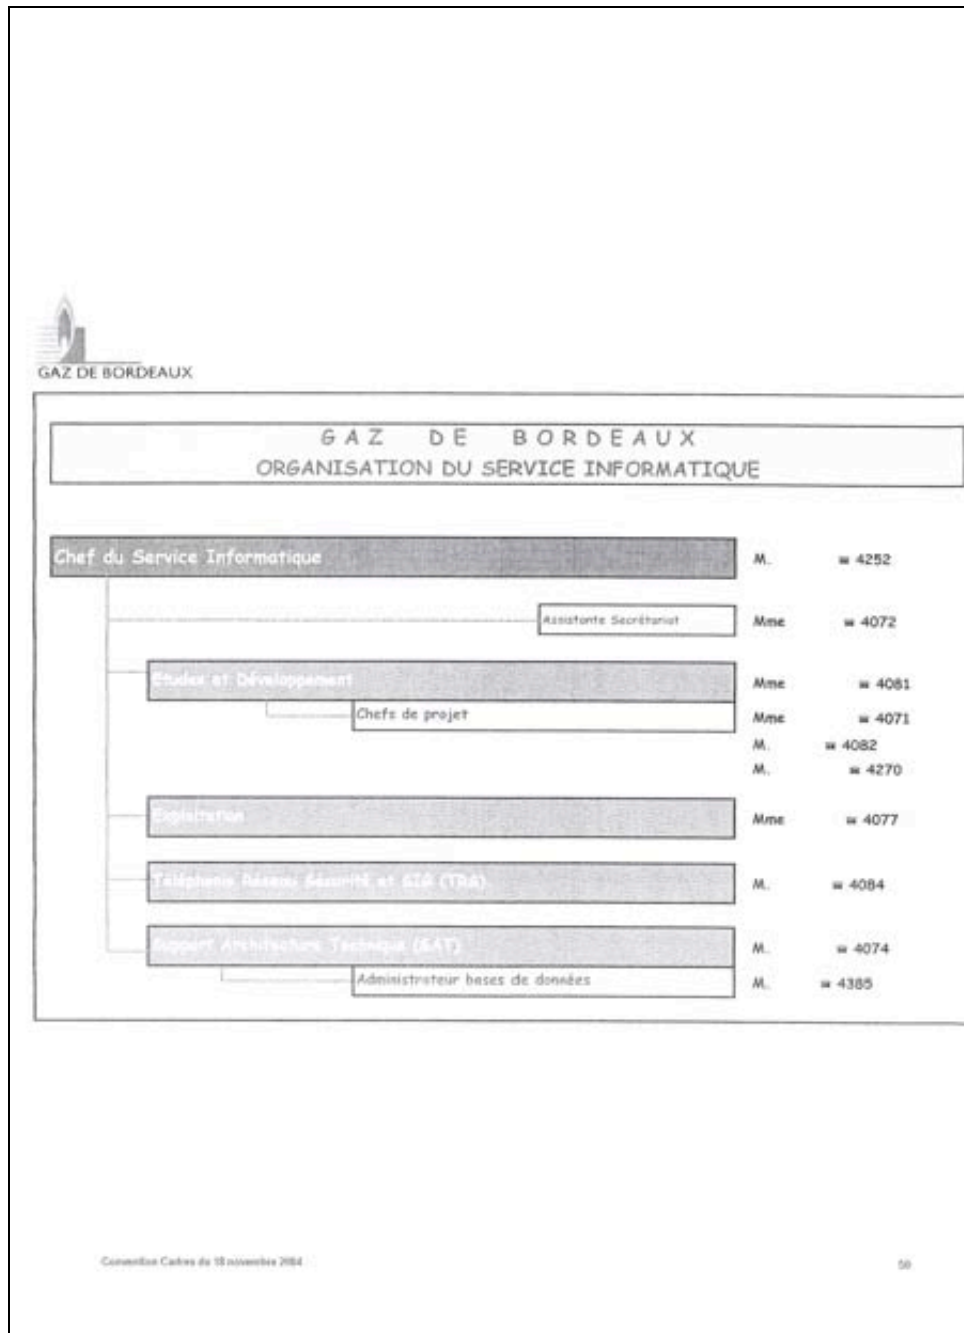 GAZ DE BORDEAUX
GAZ DE BORDEAUX
ORGANISATION DU SERVICE INFORMATIQUE
Chef du Service Informatique M. ☎ 4252
Assistante Secrétariat Mme ☎ 4072
Etudes et Développement Mme ☎ 4081
Chefs de projet Mme ☎ 4071
M. ☎ 4082
M. ☎ 4270
Exploitation Mme ☎ 4077
Téléphonie Réseau Sécurité et SIG (TRS) M. ☎ 4084
Support Architecture Technique (SAT) M. ☎ 4074
Administrateur bases de données M. ☎ 4385
Convention Cadres du 18 novembre 2004 50